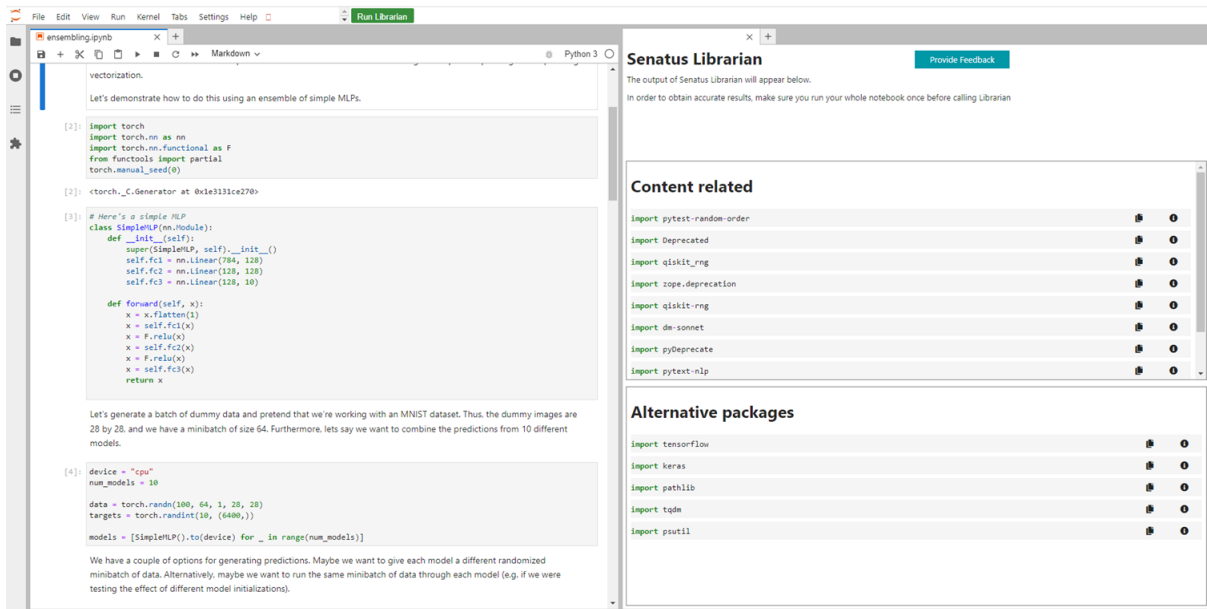 File Edit View Run Kernel Tabs Settings Help
Run Librarian
ensembling.ipynb
Markdown
Python 3
vectorization.
Let's demonstrate how to do this using an ensemble of simple MLPs.
[2]: import torch
import torch.nn as nn
import torch.nn.functional as F
from functools import partial
torch.manual_seed(0)
[2]: <torch._C.Generator at 0x1e3131ce270>
[3]: # Here's a simple MLP
class SimpleMLP(nn.Module):
def __init__(self):
super(SimpleMLP, self).__init__()
self.fc1 = nn.Linear(784, 128)
self.fc2 = nn.Linear(128, 128)
self.fc3 = nn.Linear(128, 10)
def forward(self, x):
x = x.flatten(1)
x = self.fc1(x)
x = F.relu(x)
x = self.fc2(x)
x = F.relu(x)
x = self.fc3(x)
return x
Let's generate a batch of dummy data and pretend that we're working with an MNIST dataset. Thus, the dummy images are
28 by 28, and we have a minibatch of size 64. Furthermore, lets say we want to combine the predictions from 10 different
models.
[4]: device = "cpu"
num_models = 10
data = torch.randn(100, 64, 1, 28, 28)
targets = torch.randint(10, (6400,))
models = [SimpleMLP().to(device) for _ in range(num_models)]
We have a couple of options for generating predictions. Maybe we want to give each model a different randomized
minibatch of data. Alternatively, maybe we want to run the same minibatch of data through each model (e.g. if we were
testing the effect of different model initializations).
Senatus Librarian
Provide Feedback
The output of Senatus Librarian will appear below.
In order to obtain accurate results, make sure you run your whole notebook once before calling Librarian
Content related
import pytest-random-order
import Deprecated
import qiskit_rng
import zope.deprecation
import qiskit-rng
import dm-sonnet
import pyDeprecate
import pytext-nlp
Alternative packages
import tensorflow
import keras
import pathlib
import tqdm
import psutil